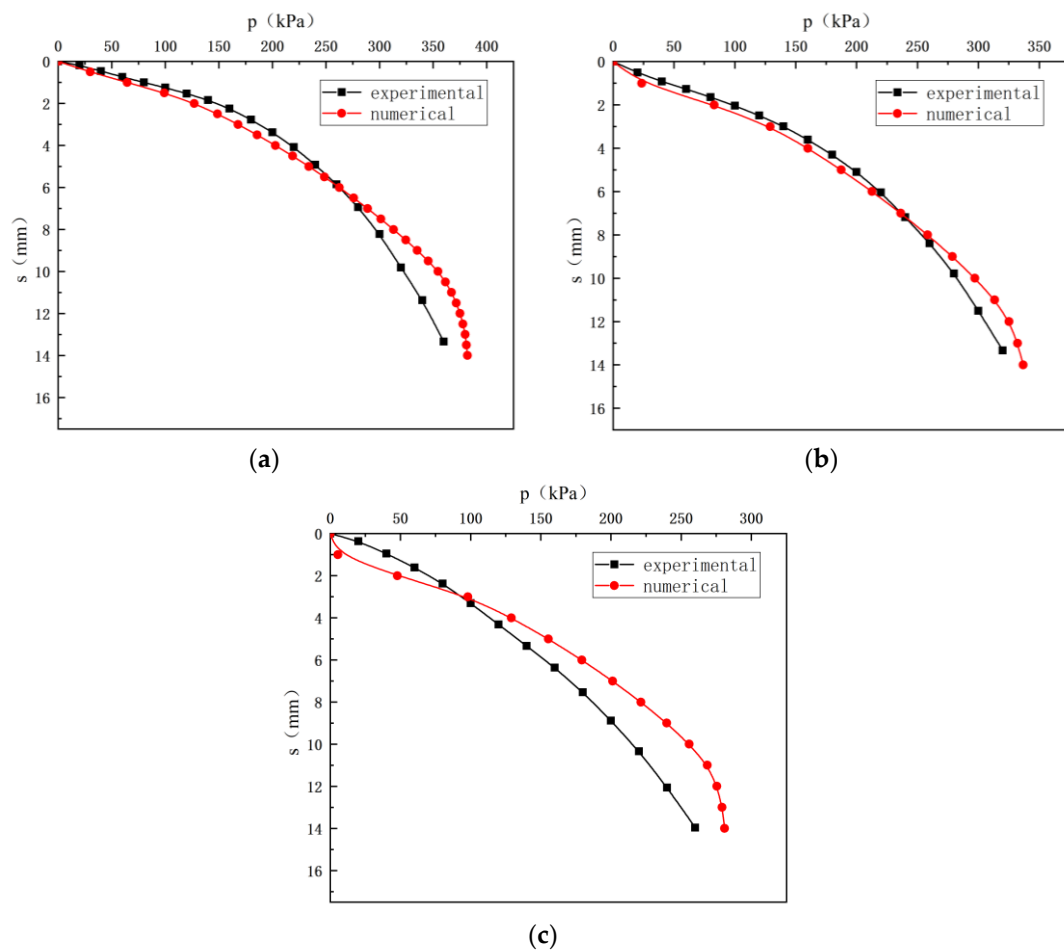 p（kPa）
0 50 100 150 200 250 300 350 400
0
2
4
6
8
10
12
14
16
s（mm）
experimental
numerical
(a)
p（kPa）
0 50 100 150 200 250 300 350
0
2
4
6
8
10
12
14
16
s（mm）
experimental
numerical
(b)
p（kPa）
0 50 100 150 200 250 300
0
2
4
6
8
10
12
14
16
s（mm）
experimental
numerical
(c)